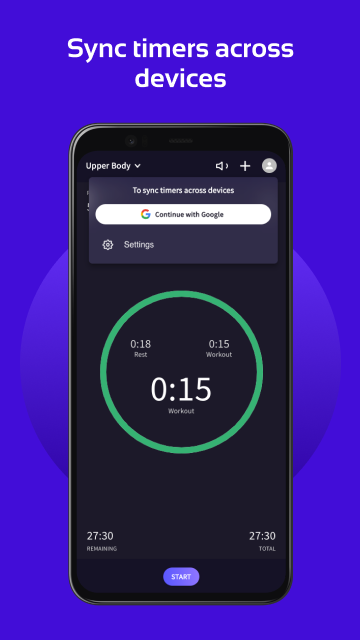 Sync timers across
devices
Upper Body
To sync timers across devices
Continue with Google
Settings
0:18 0:15
Rest Workout
0:15
Workout
27:30 27:30
REMAINING TOTAL
START